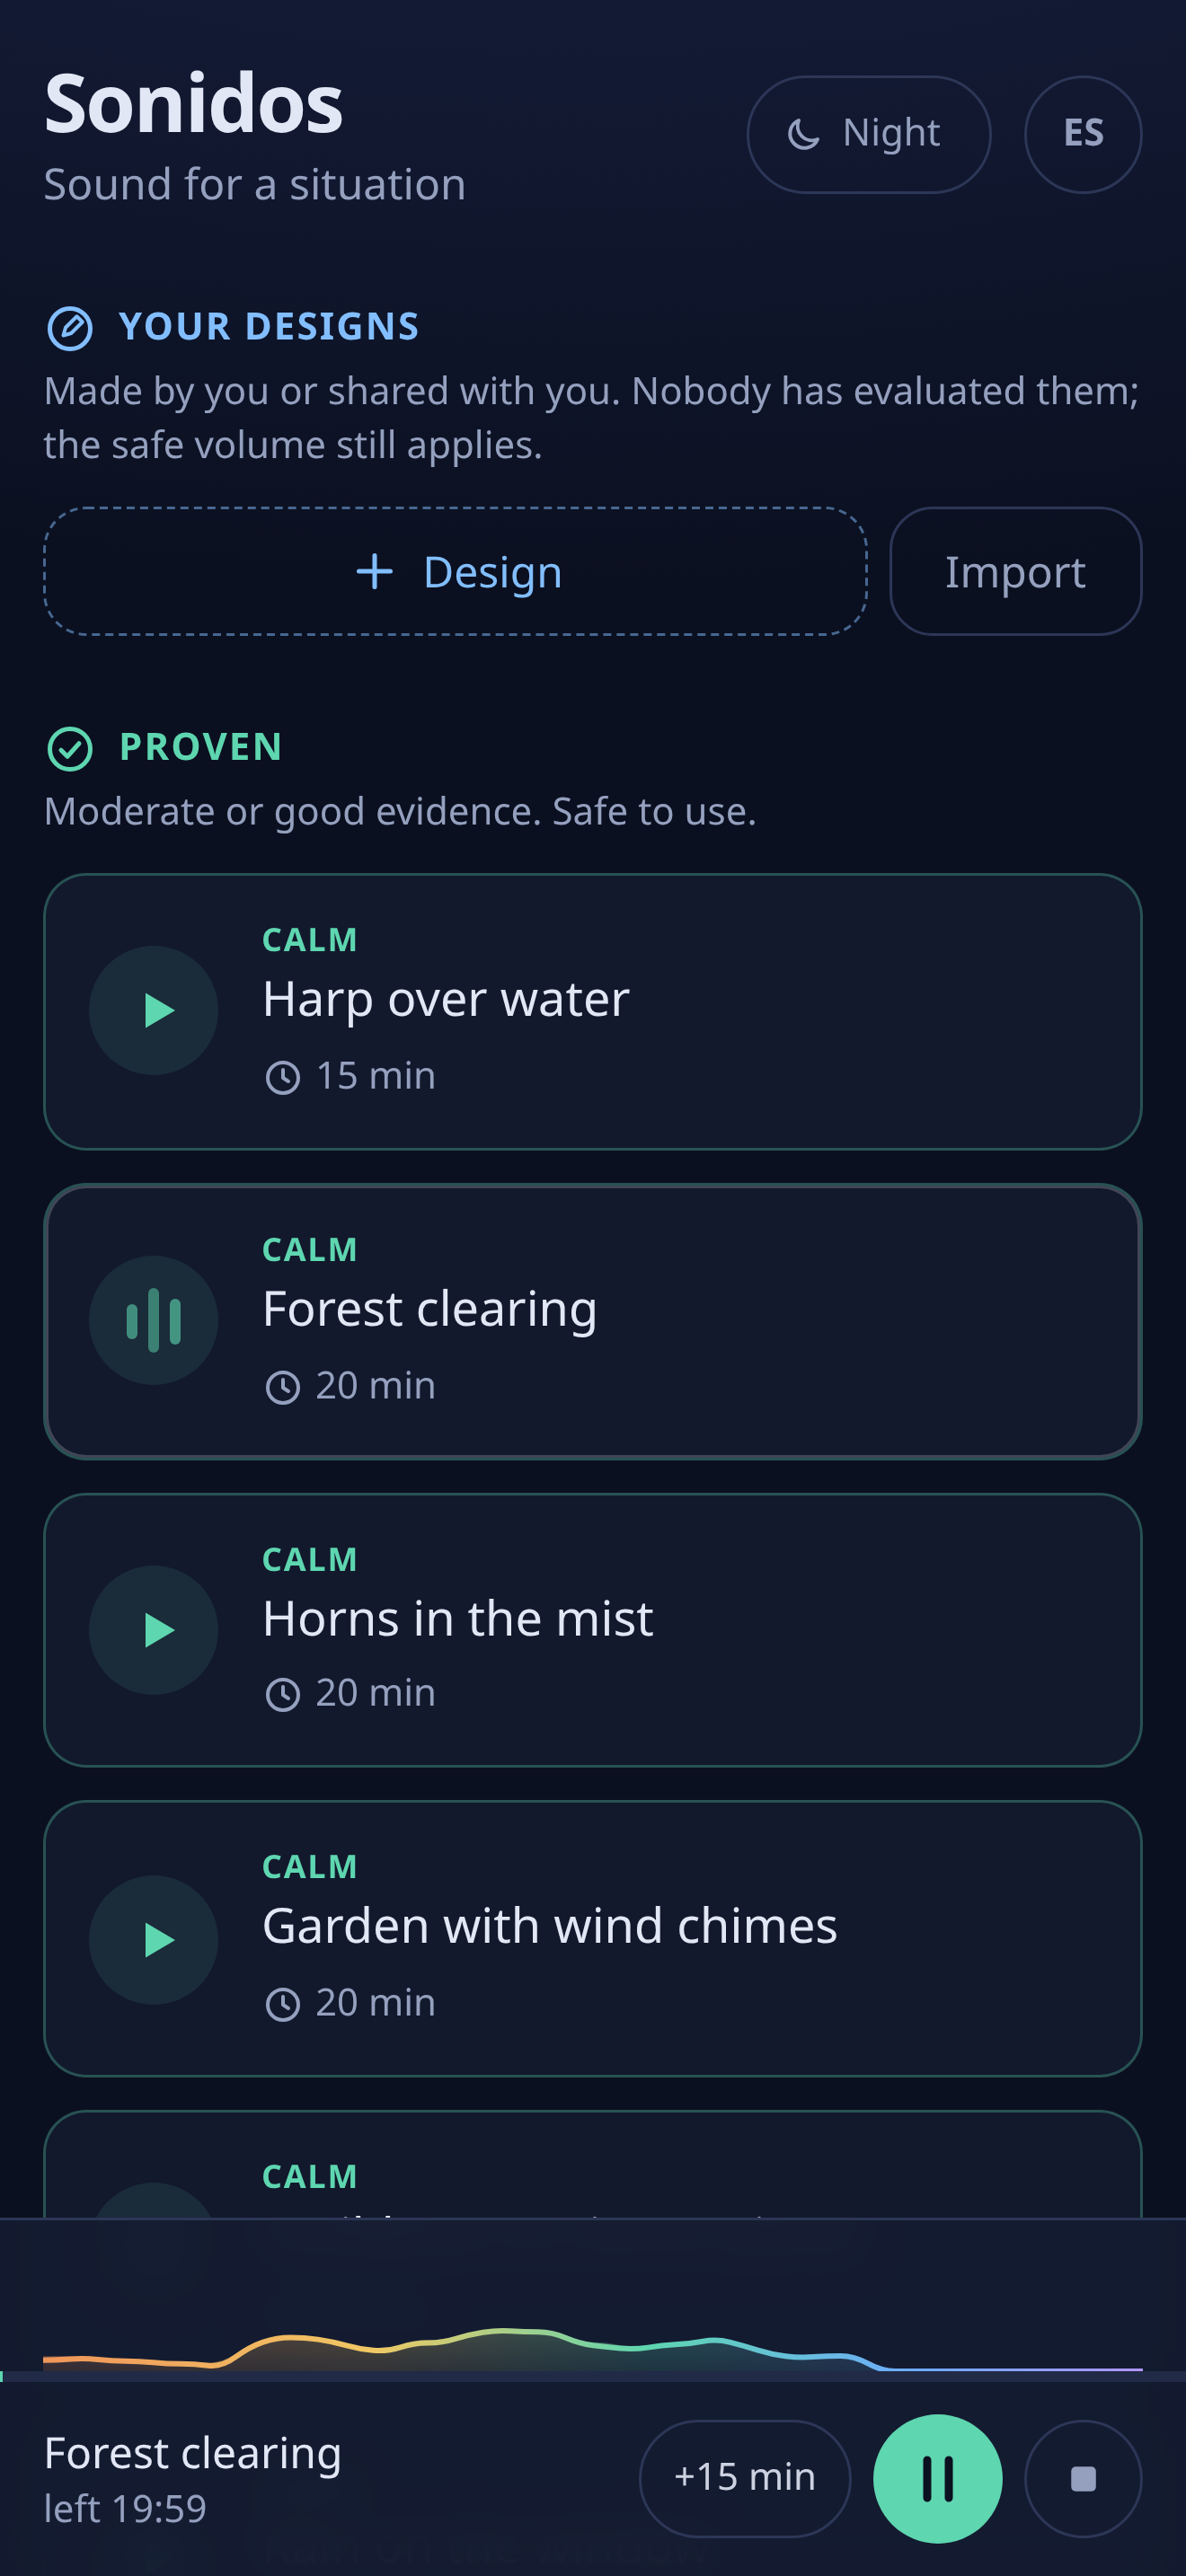 Sonidos
Sound for a situation
Night
ES
YOUR DESIGNS
Made by you or shared with you. Nobody has evaluated them;
the safe volume still applies.
Design
Import
PROVEN
Moderate or good evidence. Safe to use.
CALM
Harp over water
15 min
CALM
Forest clearing
20 min
CALM
Horns in the mist
20 min
CALM
Garden with wind chimes
20 min
CALM
Forest clearing
left 19:59
+15 min